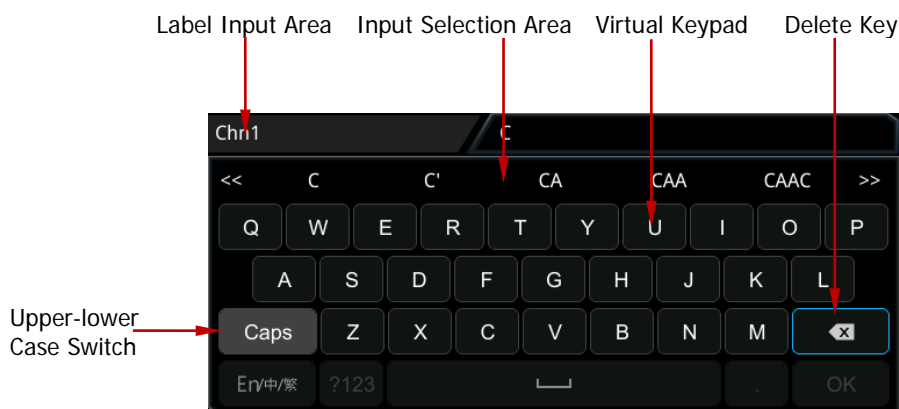 Label Input Area Input Selection Area Virtual Keypad Delete Key
Chn1 C
<< C C' CA CAA CAAC >>
Q W E R T Y U I O P
A S D F G H J K L
Upper-lower
Case Switch
Caps Z X C V B N M
En/中/繁 ?123 . OK